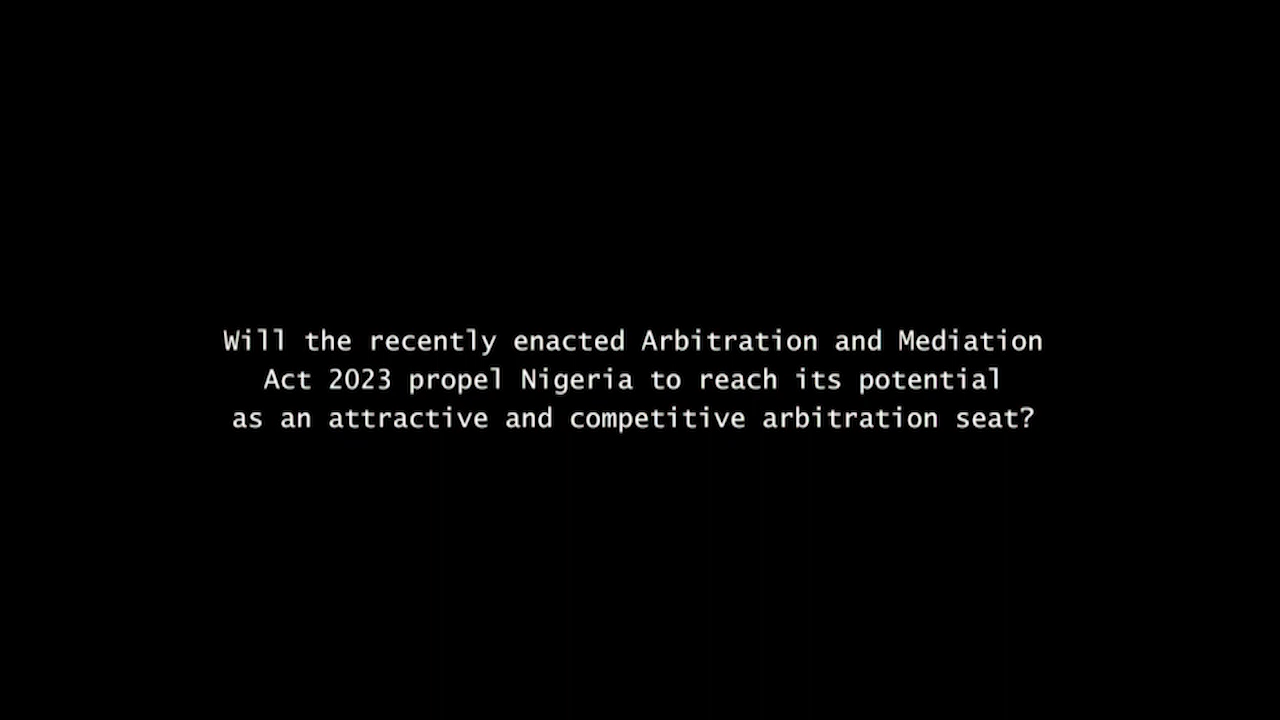 Will the recently enacted Arbitration and Mediation
Act 2023 propel Nigeria to reach its potential
as an attractive and competitive arbitration seat?